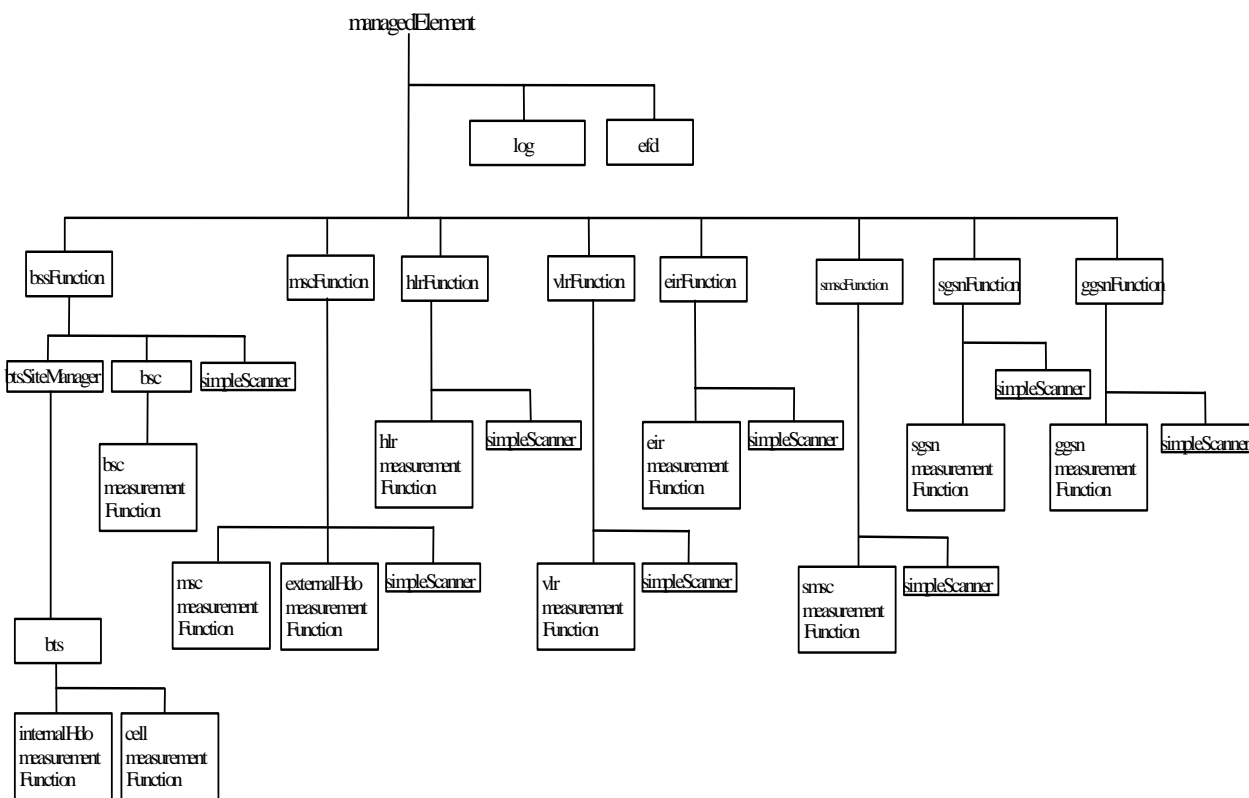 managedElement
log
efd
bssFunction
mscFunction
hlrFunction
vlrFunction
eirFunction
smscFunction
sgsnFunction
ggsnFunction
btsSiteManager
bsc
simpleScanner
simpleScanner
hlr
measurement
Function
simpleScanner
eir
measurement
Function
simpleScanner
sgsn
measurement
Function
ggsn
measurement
Function
simpleScanner
bsc
measurement
Function
msc
measurement
Function
externalHdo
measurement
Function
simpleScanner
vlr
measurement
Function
simpleScanner
smsc
measurement
Function
simpleScanner
bts
internalHdo
measurement
Function
cell
measurement
Function